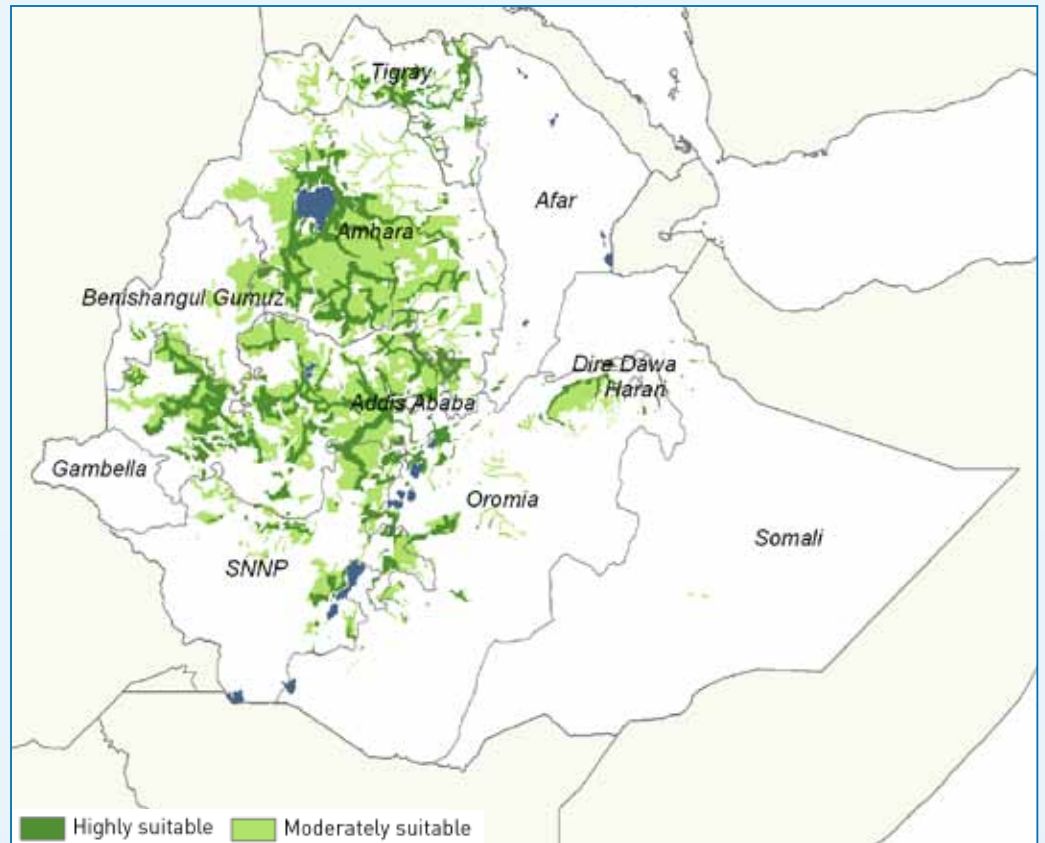 Tigray
Afar
Amhara
Benishangul Gumuz
Dire Dawa
Harari
Addis Ababa
Gambella
Oromia
Somali
SNNP
Highly suitable
Moderately suitable